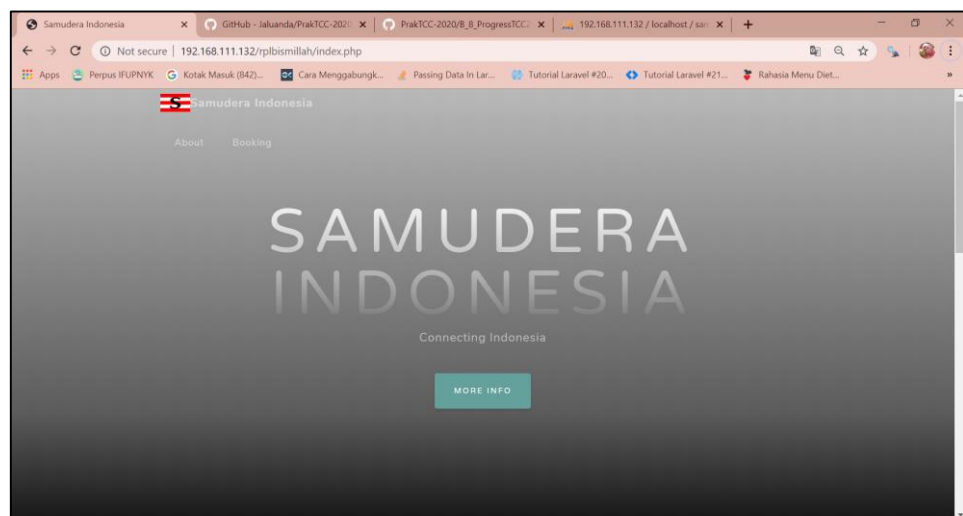 Samudera Indonesia
GitHub - Jaluanda/PrakTCC-2020
PrakTCC-2020/B_8_ProgressTCC
192.168.111.132 / localhost / sam
Not secure | 192.168.111.132/rplbismillah/index.php
Apps
Perpus IFUPNYK
Kotak Masuk (842)...
Cara Menggabungk...
Passing Data In Lar...
Tutorial Laravel #20...
Tutorial Laravel #21...
Rahasia Menu Diet...
S
Samudera Indonesia
About
Booking
SAMUDERA
INDONESIA
Connecting Indonesia
MORE INFO